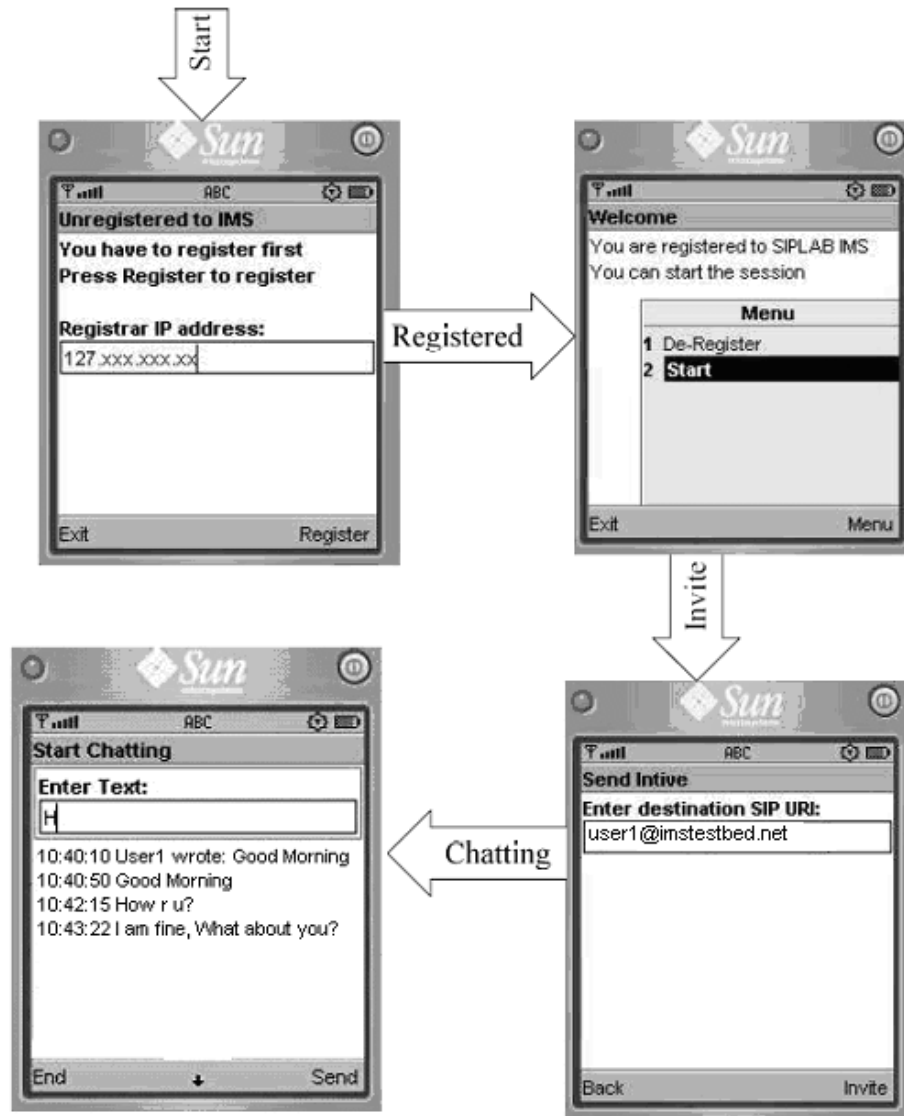 Start
Sun
microsystems
ABC
Unregistered to IMS
You have to register first
Press Register to register
Registrar IP address:
127.xxx.xxx.xx
Exit Register
Registered
Sun
microsystems
Welcome
You are registered to SIPLAB IMS
You can start the session
Menu
1 De-Register
2 Start
Exit Menu
Invite
Sun
microsystems
ABC
Send Intive
Enter destination SIP URI:
user1@imstestbed.net
Back Invite
Chatting
Sun
microsystems
ABC
Start Chatting
Enter Text:
H
10:40:10 User1 wrote: Good Morning
10:40:50 Good Morning
10:42:15 How r u?
10:43:22 I am fine, What about you?
End Send